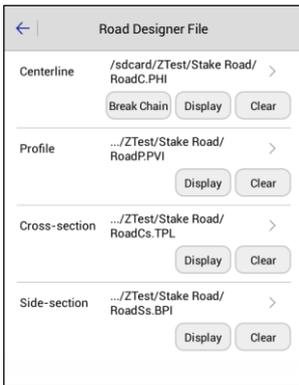 Road Designer File
Centerline
/sdcard/ZTest/Stake Road/
RoadC.PHI
Break Chain Display Clear
Profile
.../ZTest/Stake Road/
RoadP.PVI
Display Clear
Cross-section
.../ZTest/Stake Road/
RoadCs.TPL
Display Clear
Side-section
.../ZTest/Stake Road/
RoadSs.BPI
Display Clear